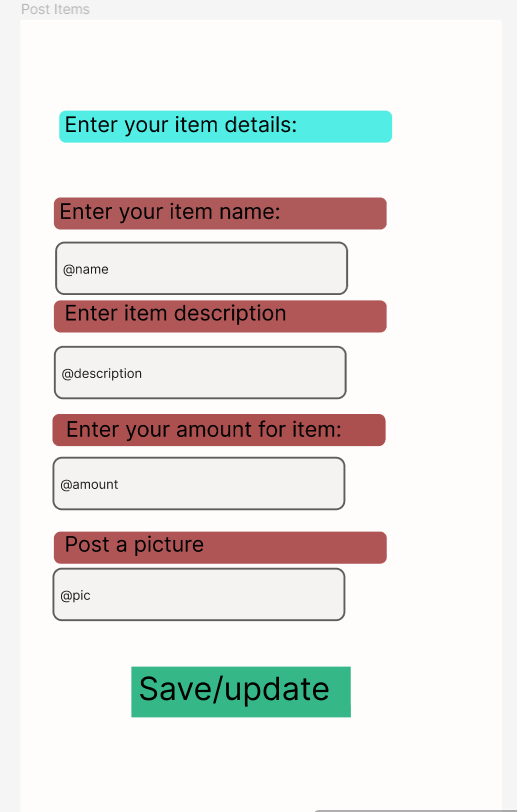 Post Items
Enter your item details:
Enter your item name:
@name
Enter item description
@description
Enter your amount for item:
@amount
Post a picture
@pic
Save/update